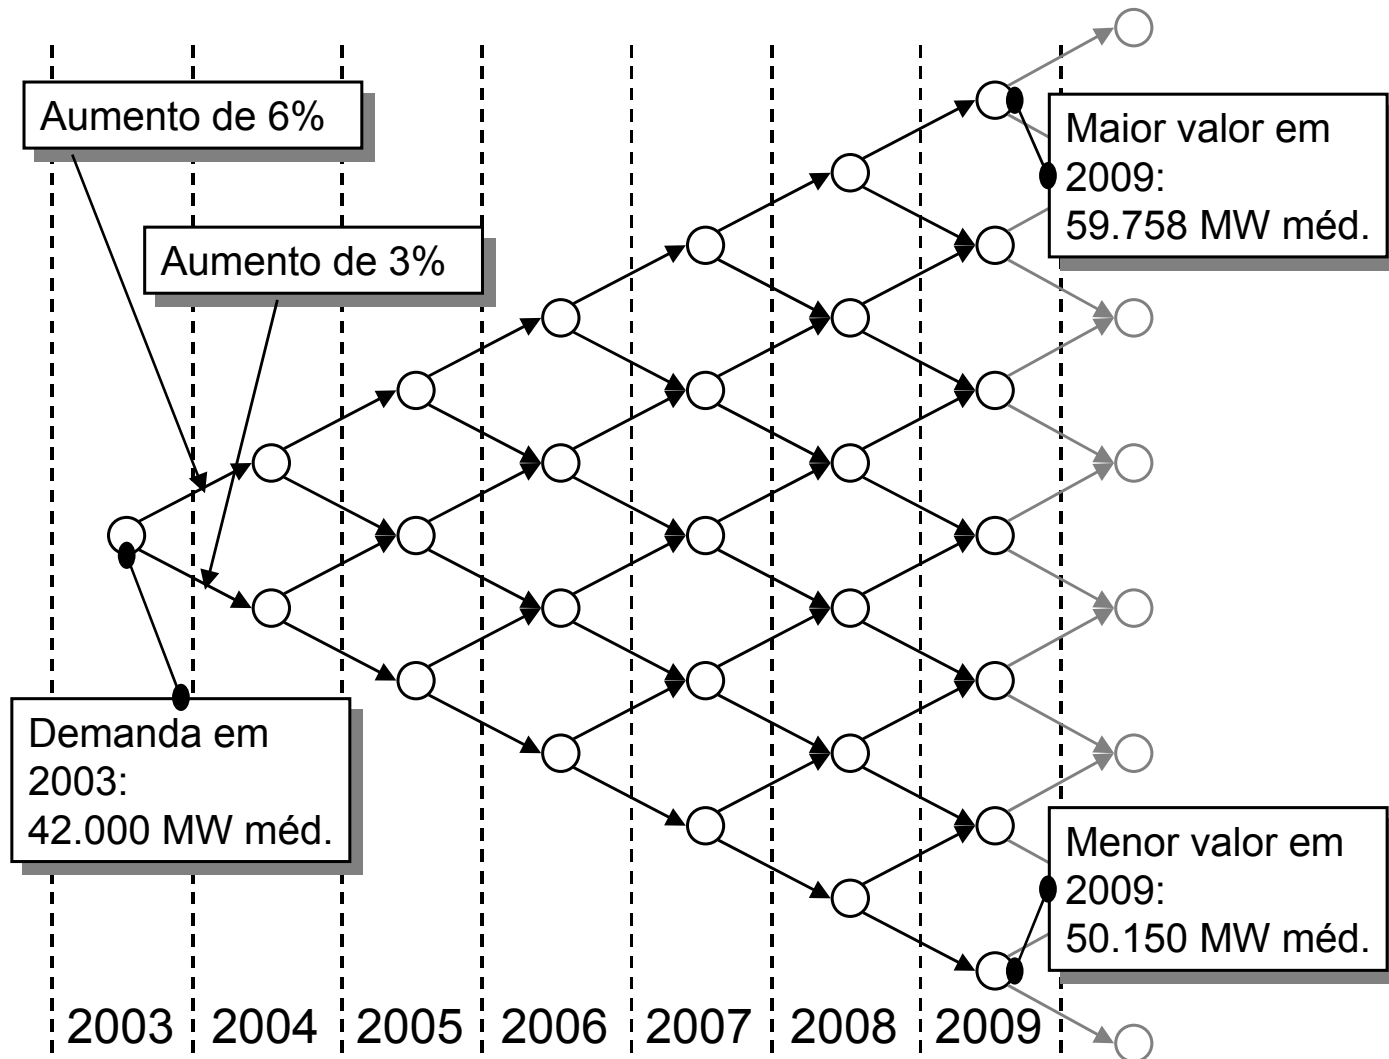 Aumento de 6%
Aumento de 3%
Maior valor em
2009:
59.758 MW méd.
Demanda em
2003:
42.000 MW méd.
Menor valor em
2009:
50.150 MW méd.
2003 2004 2005 2006 2007 2008 2009